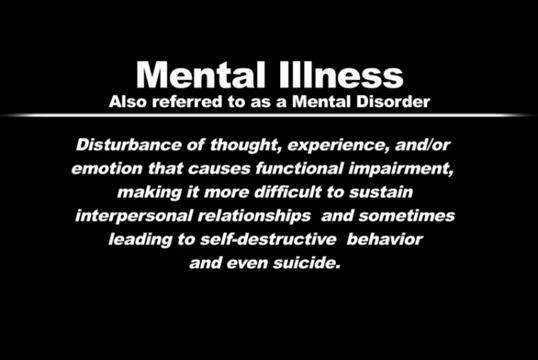 Mental Illness
Also referred to as a Mental Disorder
Disturbance of thought, experience, and/or
emotion that causes functional impairment,
making it more difficult to sustain
interpersonal relationships and sometimes
leading to self-destructive behavior
and even suicide.